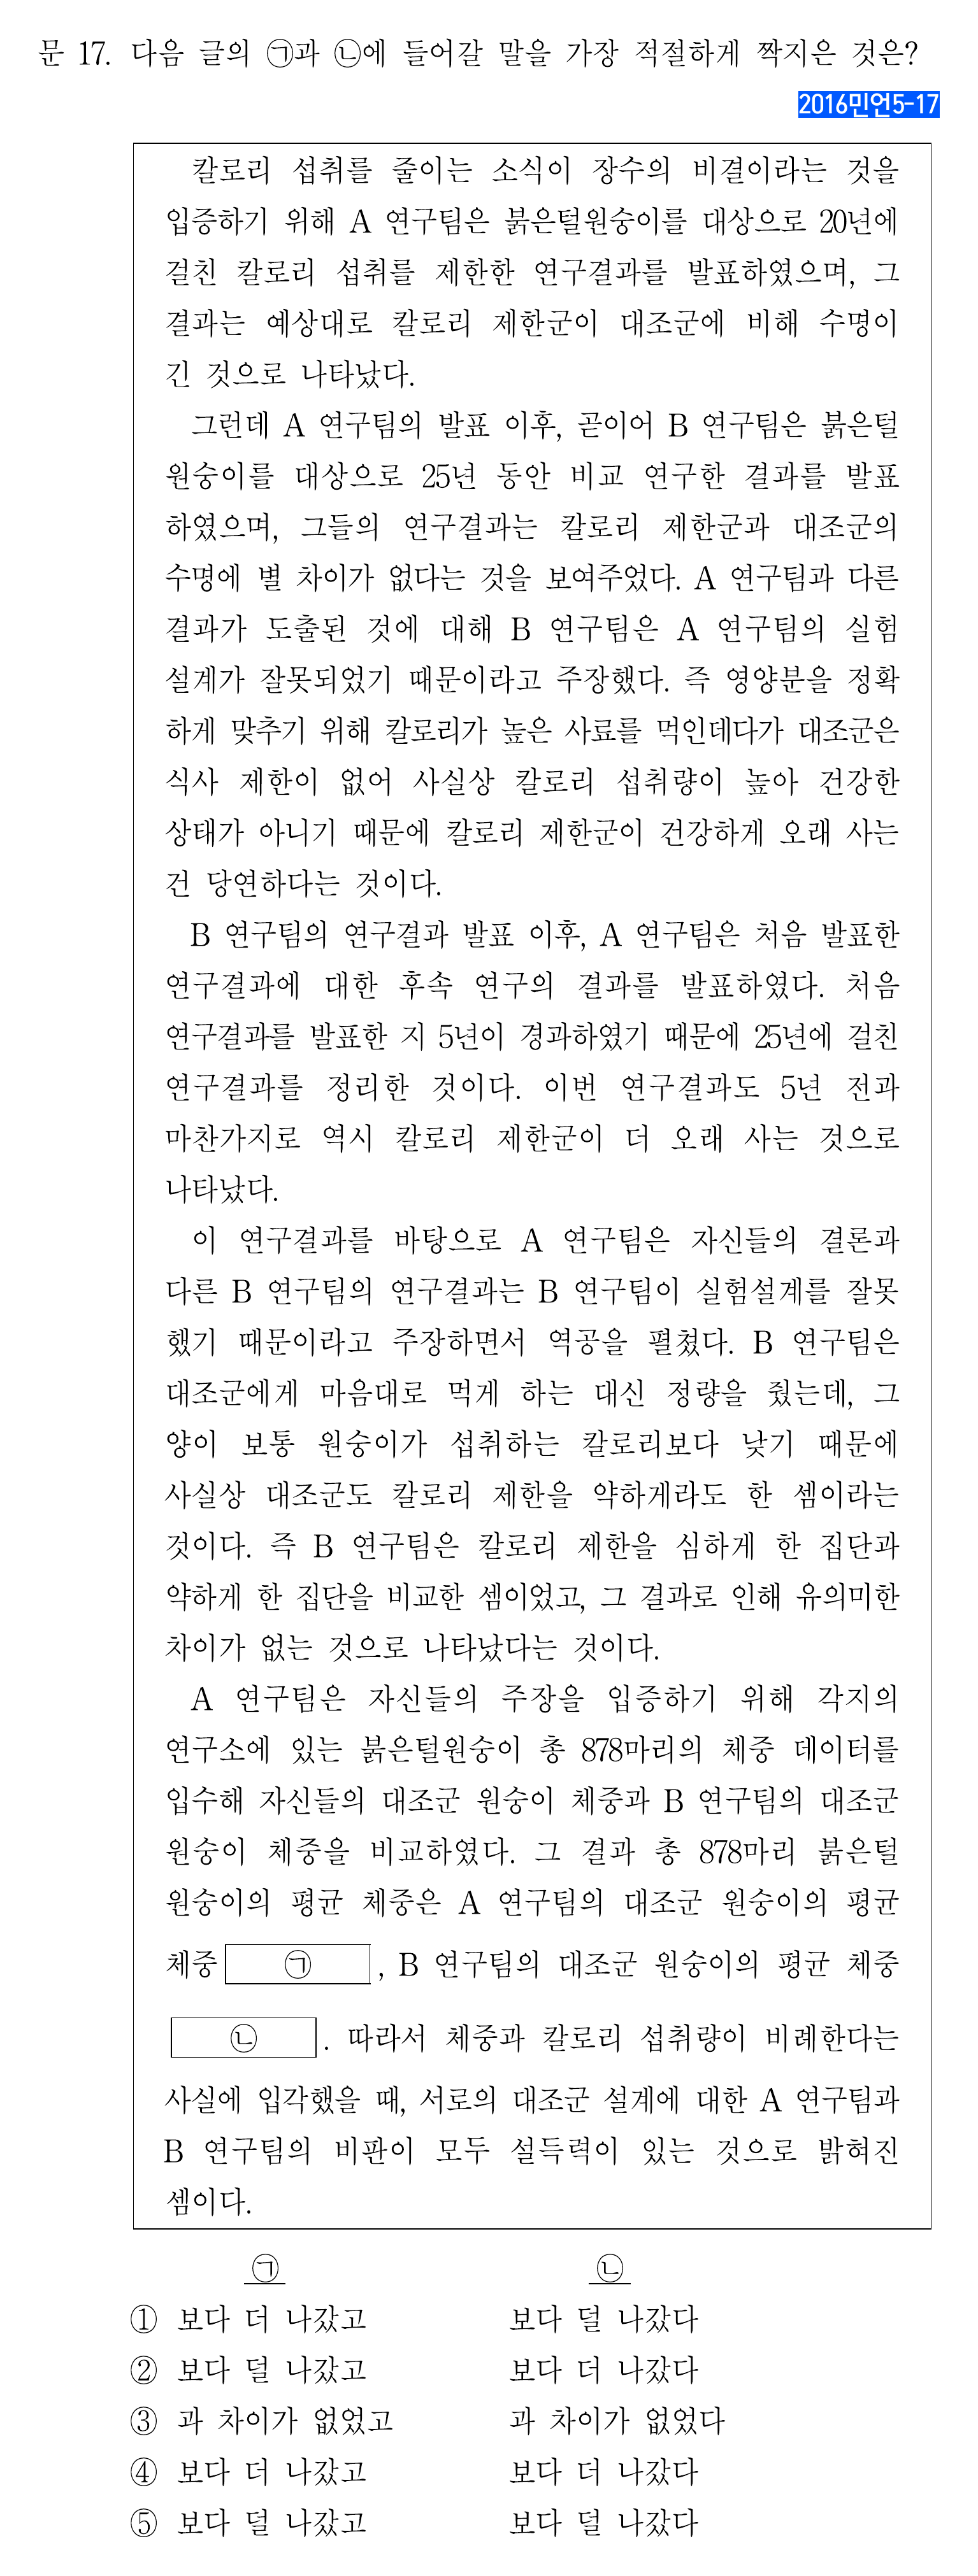 문 17. 다음 글의 ㉠과 ㉡에 들어갈 말을 가장 적절하게 짝지은 것은?
2016민언5-17
칼로리 섭취를 줄이는 소식이 장수의 비결이라는 것을
입증하기 위해 A 연구팀은 붉은털원숭이를 대상으로 20년에
걸친 칼로리 섭취를 제한한 연구결과를 발표하였으며, 그
결과는 예상대로 칼로리 제한군이 대조군에 비해 수명이
긴 것으로 나타났다.
그런데 A 연구팀의 발표 이후, 곧이어 B 연구팀은 붉은털
원숭이를 대상으로 25년 동안 비교 연구한 결과를 발표
하였으며, 그들의 연구결과는 칼로리 제한군과 대조군의
수명에 별 차이가 없다는 것을 보여주었다. A 연구팀과 다른
결과가 도출된 것에 대해 B 연구팀은 A 연구팀의 실험
설계가 잘못되었기 때문이라고 주장했다. 즉 영양분을 정확
하게 맞추기 위해 칼로리가 높은 사료를 먹인데다가 대조군은
식사 제한이 없어 사실상 칼로리 섭취량이 높아 건강한
상태가 아니기 때문에 칼로리 제한군이 건강하게 오래 사는
건 당연하다는 것이다.
B 연구팀의 연구결과 발표 이후, A 연구팀은 처음 발표한
연구결과에 대한 후속 연구의 결과를 발표하였다. 처음
연구결과를 발표한 지 5년이 경과하였기 때문에 25년에 걸친
연구결과를 정리한 것이다. 이번 연구결과도 5년 전과
마찬가지로 역시 칼로리 제한군이 더 오래 사는 것으로
나타났다.
이 연구결과를 바탕으로 A 연구팀은 자신들의 결론과
다른 B 연구팀의 연구결과는 B 연구팀이 실험설계를 잘못
했기 때문이라고 주장하면서 역공을 펼쳤다. B 연구팀은
대조군에게 마음대로 먹게 하는 대신 정량을 줬는데, 그
양이 보통 원숭이가 섭취하는 칼로리보다 낮기 때문에
사실상 대조군도 칼로리 제한을 약하게라도 한 셈이라는
것이다. 즉 B 연구팀은 칼로리 제한을 심하게 한 집단과
약하게 한 집단을 비교한 셈이었고, 그 결과로 인해 유의미한
차이가 없는 것으로 나타났다는 것이다.
A 연구팀은 자신들의 주장을 입증하기 위해 각지의
연구소에 있는 붉은털원숭이 총 878마리의 체중 데이터를
입수해 자신들의 대조군 원숭이 체중과 B 연구팀의 대조군
원숭이 체중을 비교하였다. 그 결과 총 878마리 붉은털
원숭이의 평균 체중은 A 연구팀의 대조군 원숭이의 평균
체중 ㉠ , B 연구팀의 대조군 원숭이의 평균 체중
㉡ . 따라서 체중과 칼로리 섭취량이 비례한다는
사실에 입각했을 때, 서로의 대조군 설계에 대한 A 연구팀과
B 연구팀의 비판이 모두 설득력이 있는 것으로 밝혀진
셈이다.
㉠ ㉡
① 보다 더 나갔고 보다 덜 나갔다
② 보다 덜 나갔고 보다 더 나갔다
③ 과 차이가 없었고 과 차이가 없었다
④ 보다 더 나갔고 보다 더 나갔다
⑤ 보다 덜 나갔고 보다 덜 나갔다